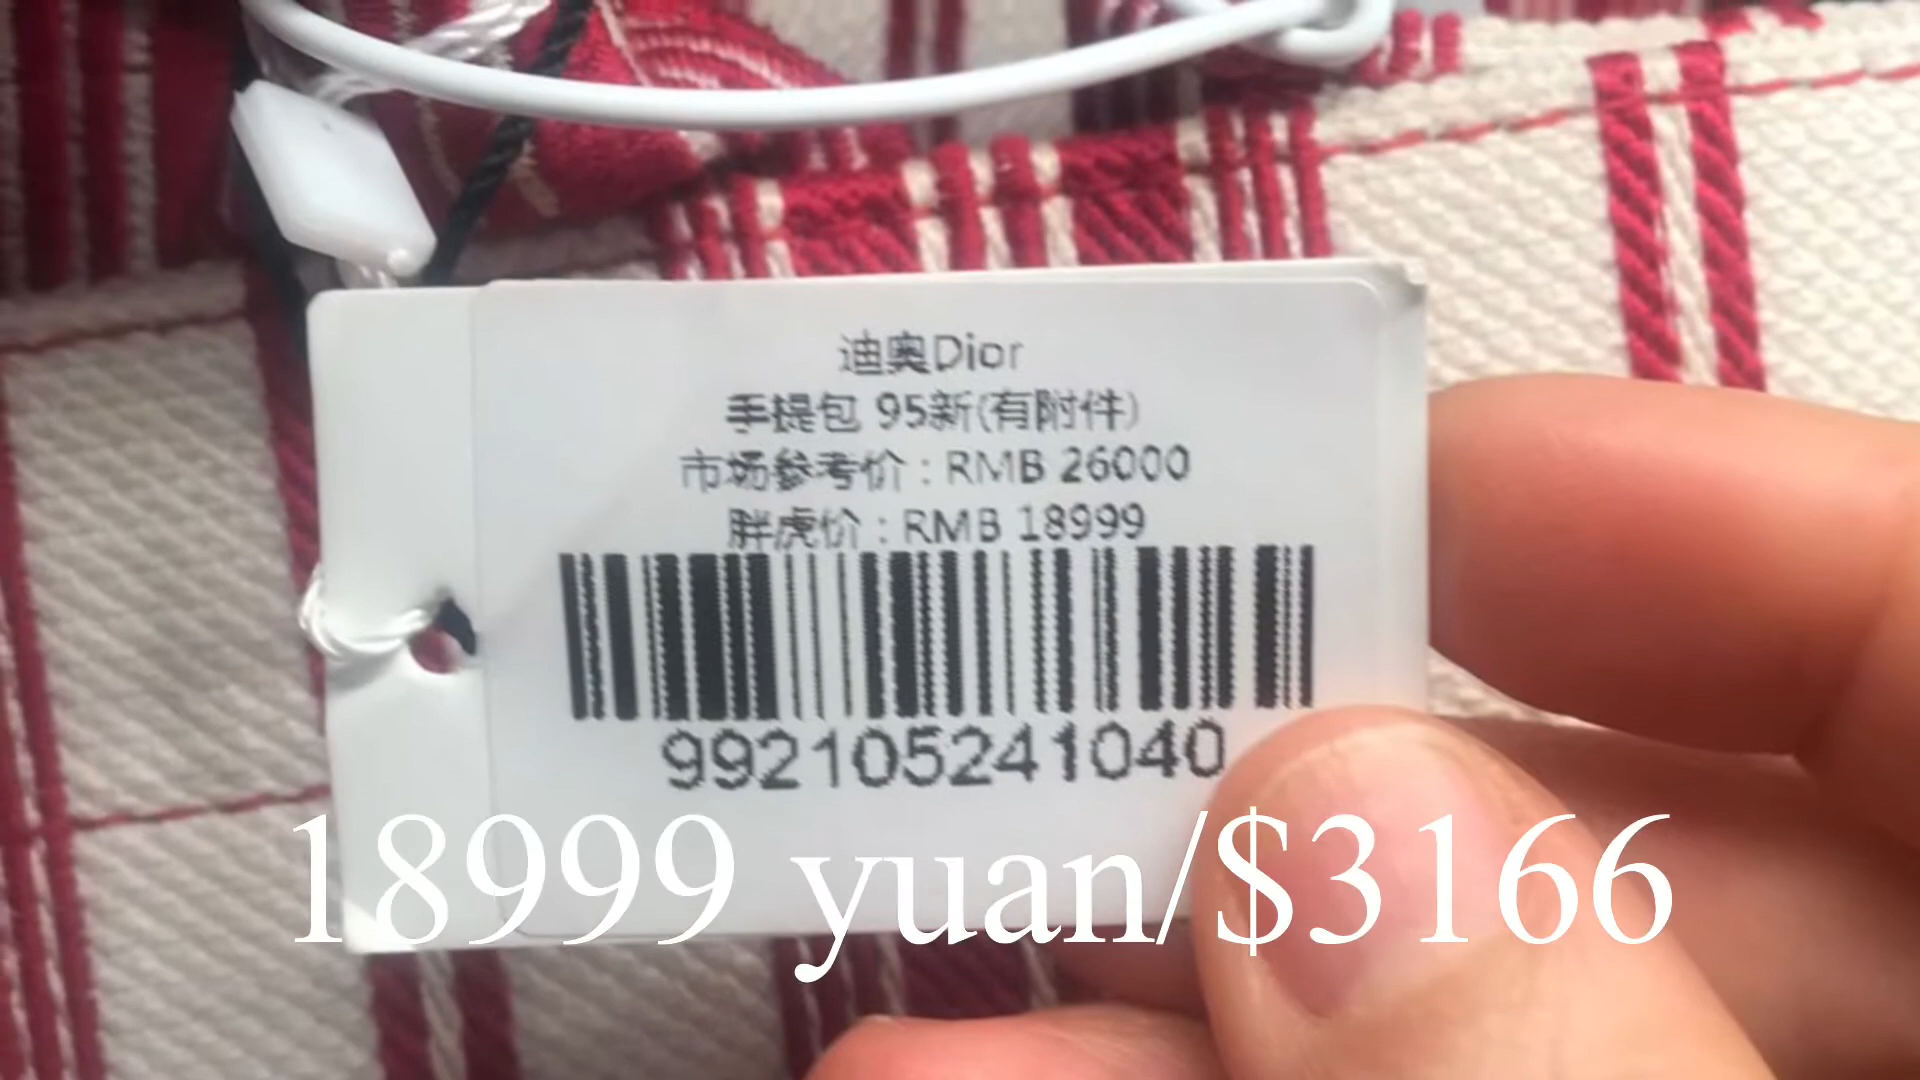 迪奥Dior
手提包 95新(有附件)
市场参考价 : RMB 26000
胖虎价 : RMB 18999
992105241040
18999 yuan/$3166